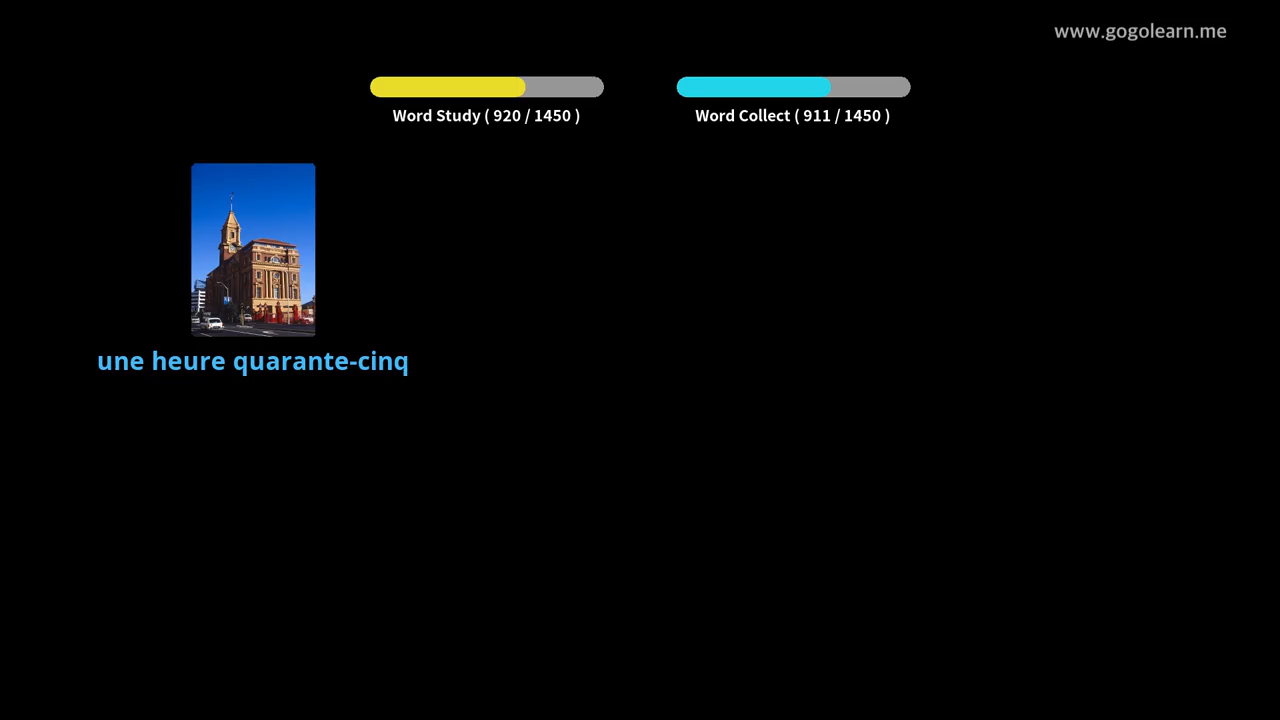 www.gogolearn.me
Word Study ( 920 / 1450 )
Word Collect ( 911 / 1450 )
une heure quarante-cinq